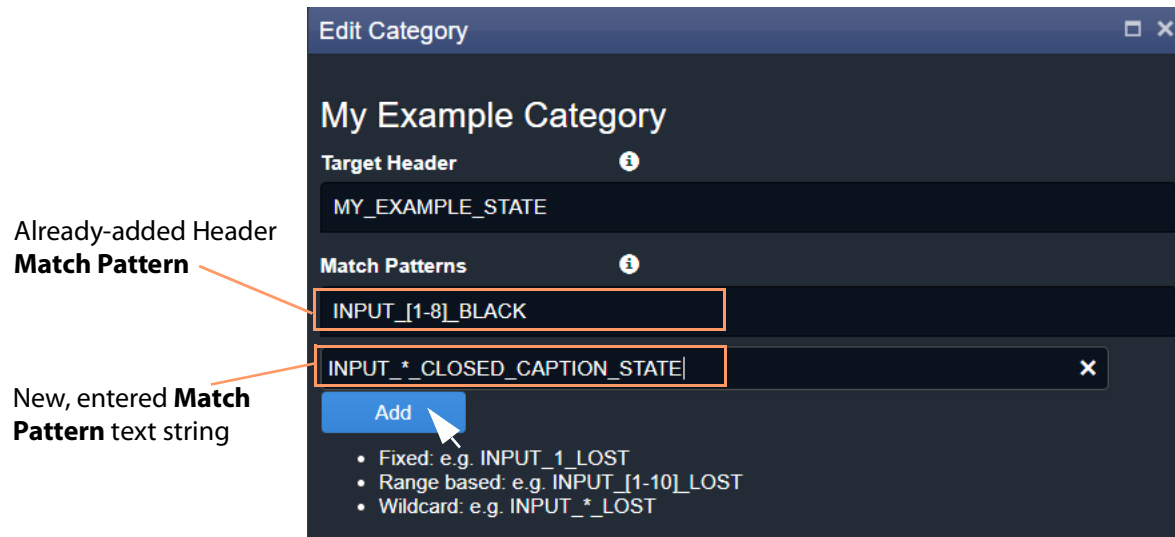 Edit Category
My Example Category
Target Header
MY_EXAMPLE_STATE
Already-added Header
Match Pattern
Match Patterns
INPUT_[1-8]_BLACK
INPUT_*_CLOSED_CAPTION_STATE
New, entered Match
Pattern text string
Add
• Fixed: e.g. INPUT_1_LOST
• Range based: e.g. INPUT_[1-10]_LOST
• Wildcard: e.g. INPUT_*_LOST